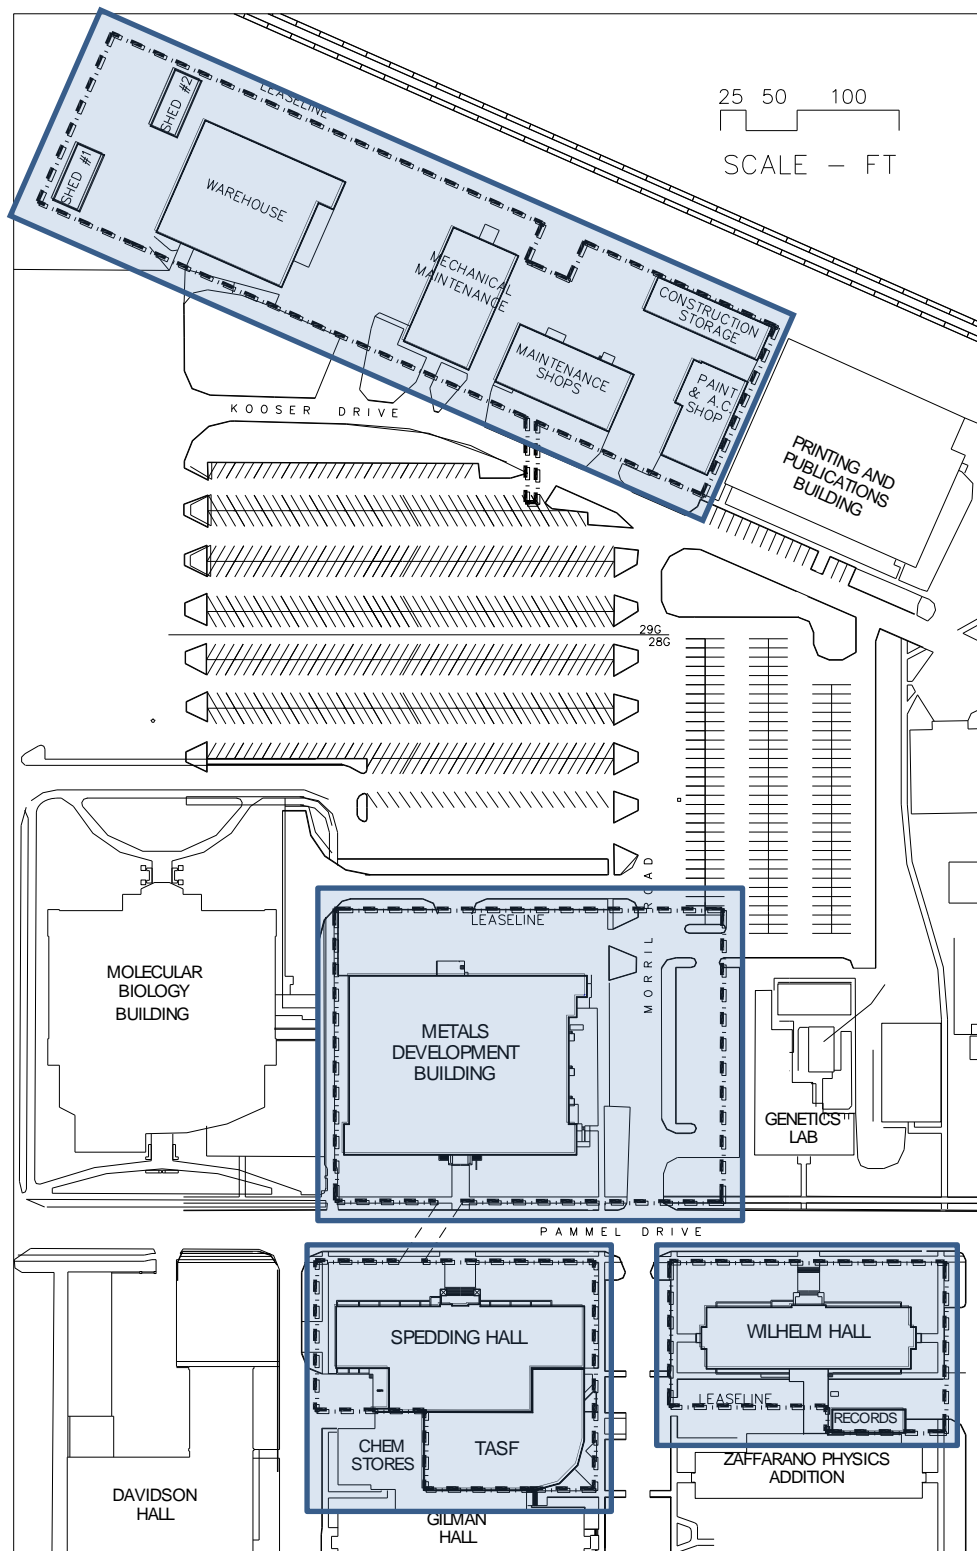 25 50 100
SCALE – FT
SHED #2
LEASELINE
SHED #1
WAREHOUSE
MECHANICAL
MAINTENANCE
CONSTRUCTION
STORAGE
MAINTENANCE
SHOPS
PAINT
& A.C.
SHOP
KOOSER DRIVE
PRINTING AND
PUBLICATIONS
BUILDING
29G
28G
MORRIL ROAD
LEASELINE
MOLECULAR
BIOLOGY
BUILDING
METALS
DEVELOPMENT
BUILDING
GENETICS
LAB
PAMMEL DRIVE
SPEDDING HALL
WILHELM HALL
LEASELINE
RECORDS
CHEM
STORES
TASF
ZAFFARANO PHYSICS
ADDITION
DAVIDSON
HALL
GILMAN
HALL